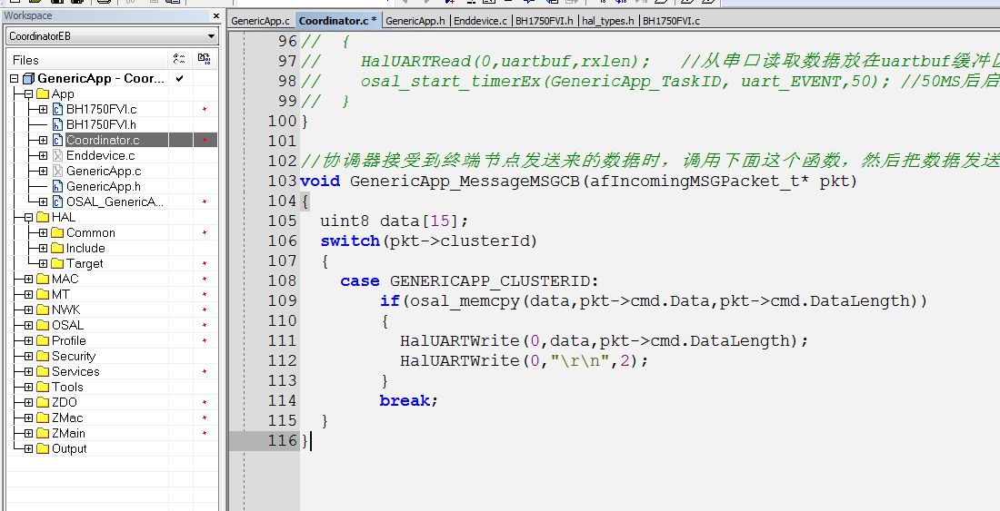 Workspace
CoordinatorEB
Files
GenericApp - Coor...
App
BH1750FVI.c
BH1750FVI.h
Coordinator.c
Enddevice.c
GenericApp.c
GenericApp.h
OSAL_GenericA...
HAL
Common
Include
Target
MAC
MT
NWK
OSAL
Profile
Security
Services
Tools
ZDO
ZMac
ZMain
Output
GenericApp.c Coordinator.c * GenericApp.h Enddevice.c BH1750FVI.h hal_types.h BH1750FVI.c
96 // {
97 // HalUARTRead(0,uartbuf,rxlen); //从串口读取数据放在uartbuf缓冲区
98 // osal_start_timerEx(GenericApp_TaskID, uart_EVENT,50); //50MS后启
99 // }
100 }
101
102 //协调器接受到终端节点发送来的数据时，调用下面这个函数，然后把数据发送
103 void GenericApp_MessageMSGCB(afIncomingMSGPacket_t* pkt)
104 {
105 uint8 data[15];
106 switch(pkt->clusterId)
107 {
108 case GENERICAPP_CLUSTERID:
109 if(osal_memcpy(data,pkt->cmd.Data,pkt->cmd.DataLength))
110 {
111 HalUARTWrite(0,data,pkt->cmd.DataLength);
112 HalUARTWrite(0,"\r\n",2);
113 }
114 break;
115 }
116 }